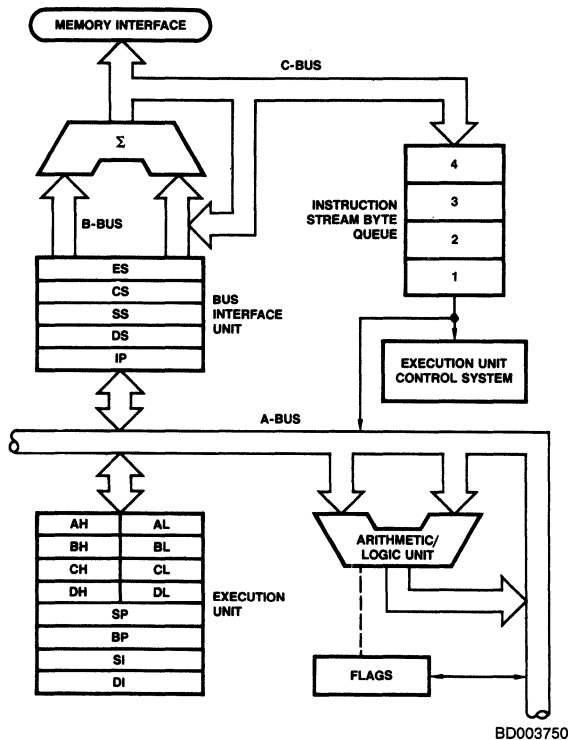 MEMORY INTERFACE
C-BUS
Σ
B-BUS
4
3
2
1
INSTRUCTION
STREAM BYTE
QUEUE
ES
CS
SS
DS
IP
BUS
INTERFACE
UNIT
EXECUTION UNIT
CONTROL SYSTEM
A-BUS
AH AL
BH BL
CH CL
DH DL
SP
BP
SI
DI
EXECUTION
UNIT
ARITHMETIC/
LOGIC UNIT
FLAGS
BD003750